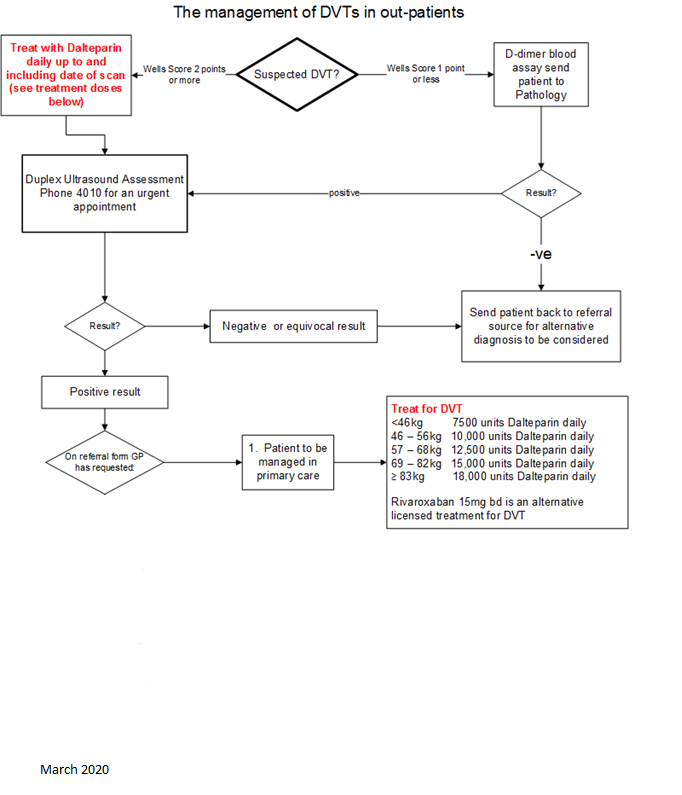 The management of DVTs in out-patients
Treat with Dalteparin
daily up to and
including date of scan
(see treatment doses
below)
Wells Score 2 points
or more
Suspected DVT?
Wells Score 1 point
or less
D-dimer blood
assay send
patient to
Pathology
Duplex Ultrasound Assessment
Phone 4010 for an urgent
appointment
positive
Result?
-ve
Result?
Negative or equivocal result
Send patient back to referral
source for alternative
diagnosis to be considered
Positive result
On referral form GP
has requested:
1. Patient to be
managed in
primary care
Treat for DVT
<46kg 7500 units Dalteparin daily
46 – 56kg 10,000 units Dalteparin daily
57 – 68kg 12,500 units Dalteparin daily
69 – 82kg 15,000 units Dalteparin daily
≥ 83kg 18,000 units Dalteparin daily
Rivaroxaban 15mg bd is an alternative
licensed treatment for DVT
March 2020